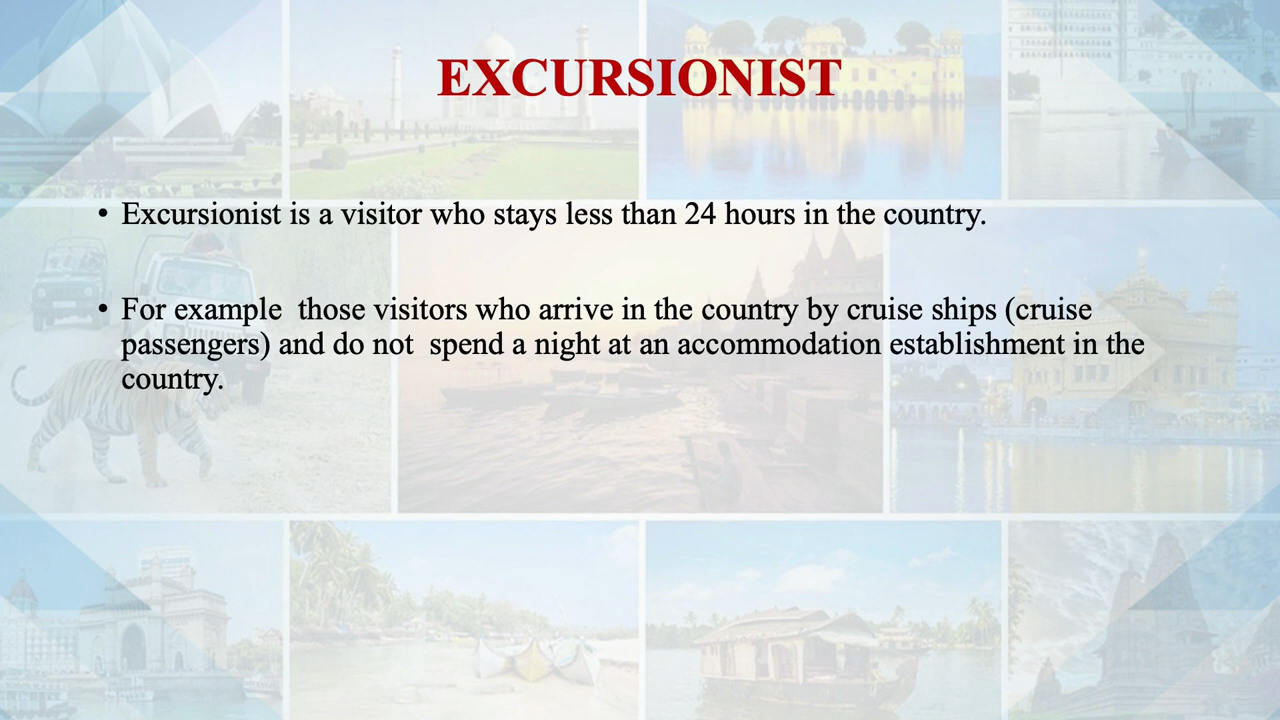 EXCURSIONIST
• Excursionist is a visitor who stays less than 24 hours in the country.
• For example  those visitors who arrive in the country by cruise ships (cruise
passengers) and do not  spend a night at an accommodation establishment in the
country.